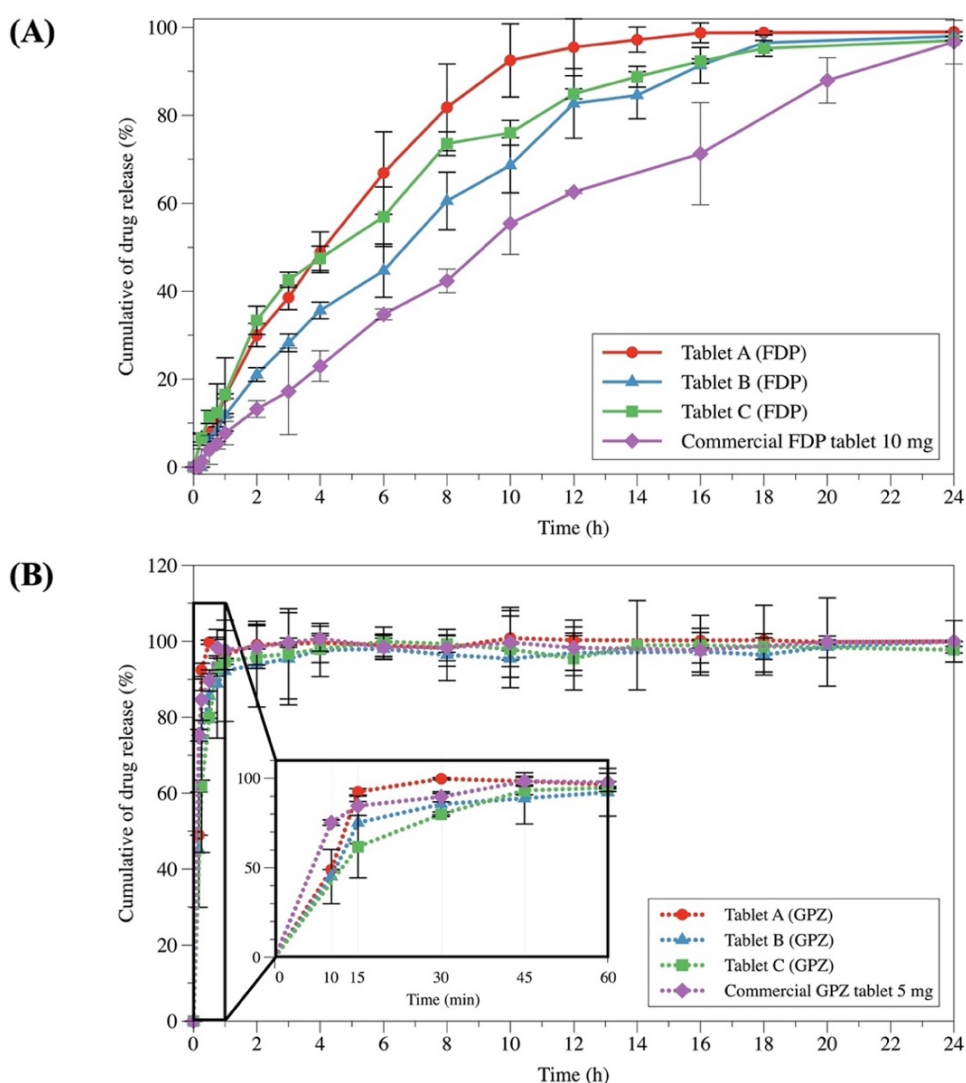 (A)
100
80
60
40
20
0
Cumulative of drug release (%)
Tablet A (FDP)
Tablet B (FDP)
Tablet C (FDP)
Commercial FDP tablet 10 mg
0 2 4 6 8 10 12 14 16 18 20 22 24
Time (h)
(B)
120
100
80
60
40
20
0
Cumulative of drug release (%)
100
50
0
0 10 15 30 45 60
Time (min)
Tablet A (GPZ)
Tablet B (GPZ)
Tablet C (GPZ)
Commercial GPZ tablet 5 mg
0 2 4 6 8 10 12 14 16 18 20 22 24
Time (h)